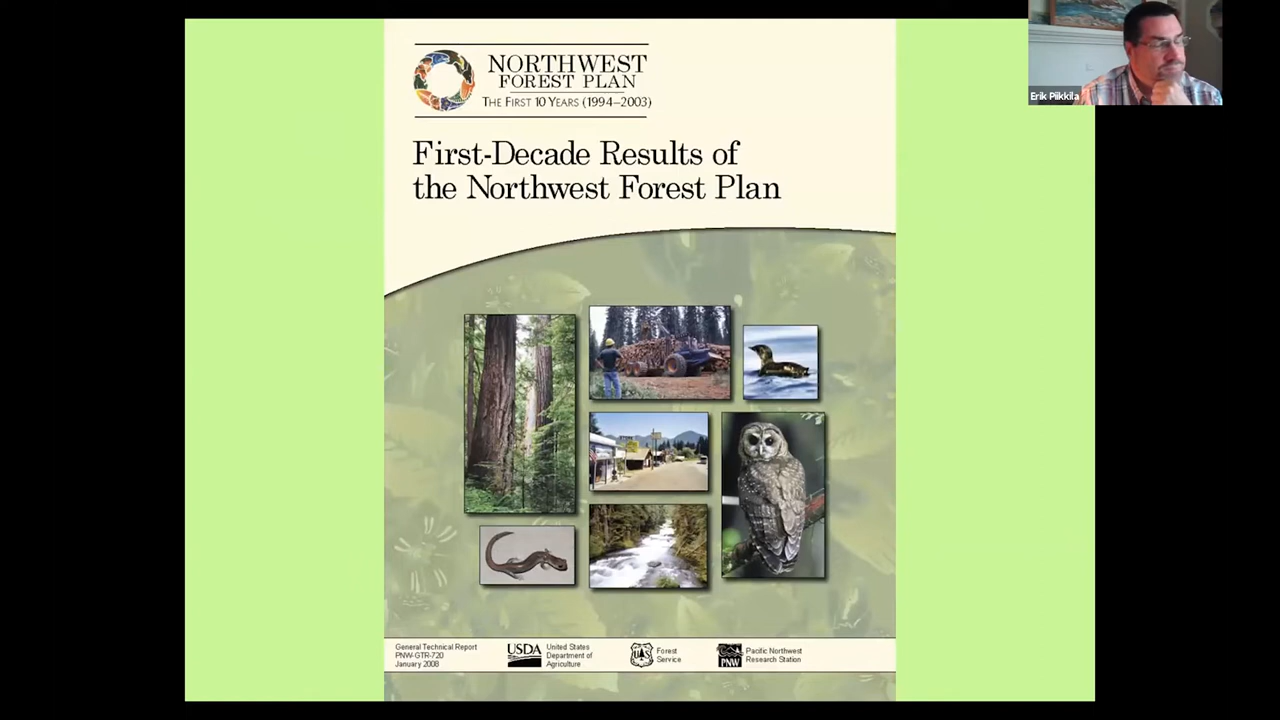 NORTHWEST
FOREST PLAN
THE FIRST 10 YEARS (1994–2003)
Erik Piikkila
First-Decade Results of
the Northwest Forest Plan
General Technical Report
PNW-GTR-720
January 2008
USDA
United States
Department of
Agriculture
Forest
Service
PNW
Pacific Northwest
Research Station